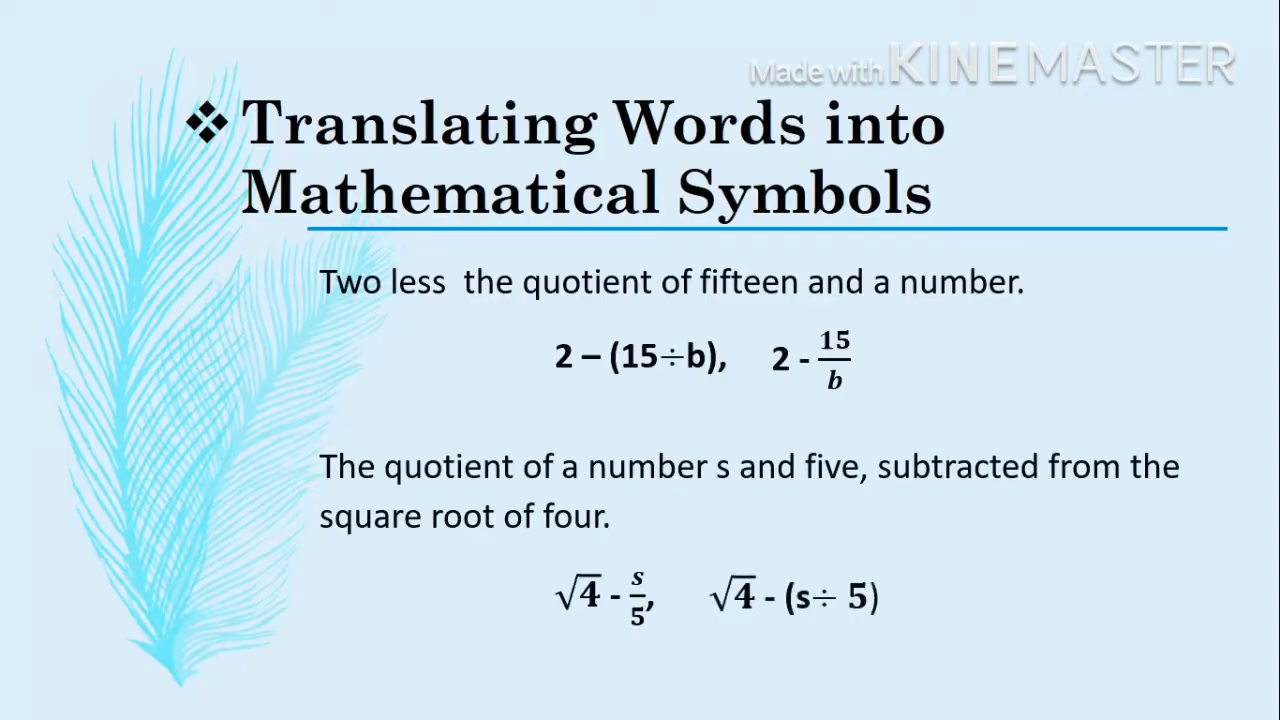 Made with KINEMASTER
❖ Translating Words into
Mathematical Symbols
Two less  the quotient of fifteen and a number.
2 – (15÷b),    2 - 15/b
The quotient of a number s and five, subtracted from the
square root of four.
√4 - s/5,    √4 - (s÷ 5)